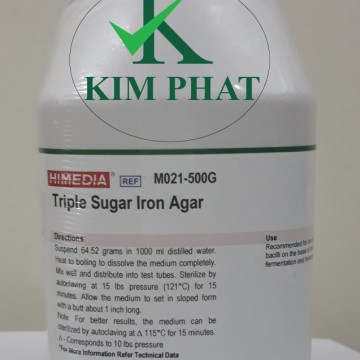 K
KIM PHAT
HIMEDIA REF M021-500G
Triple Sugar Iron Agar
Directions
Suspend 64.52 grams in 1000 ml distilled water.
Heat to boiling to dissolve the medium completely.
Mix well and distribute into test tubes. Sterilize by
autoclaving at 15 lbs pressure (121°C) for 15
minutes. Allow the medium to set in sloped form
with a butt about 1 inch long.
Note: For better results, the medium can be
sterilized by autoclaving at Δ 115°C for 15 minutes.
Δ - Corresponds to 10 lbs pressure
*For More Information Refer Technical Data
Use
Recommended for
bacilli on the basis
fermentation and